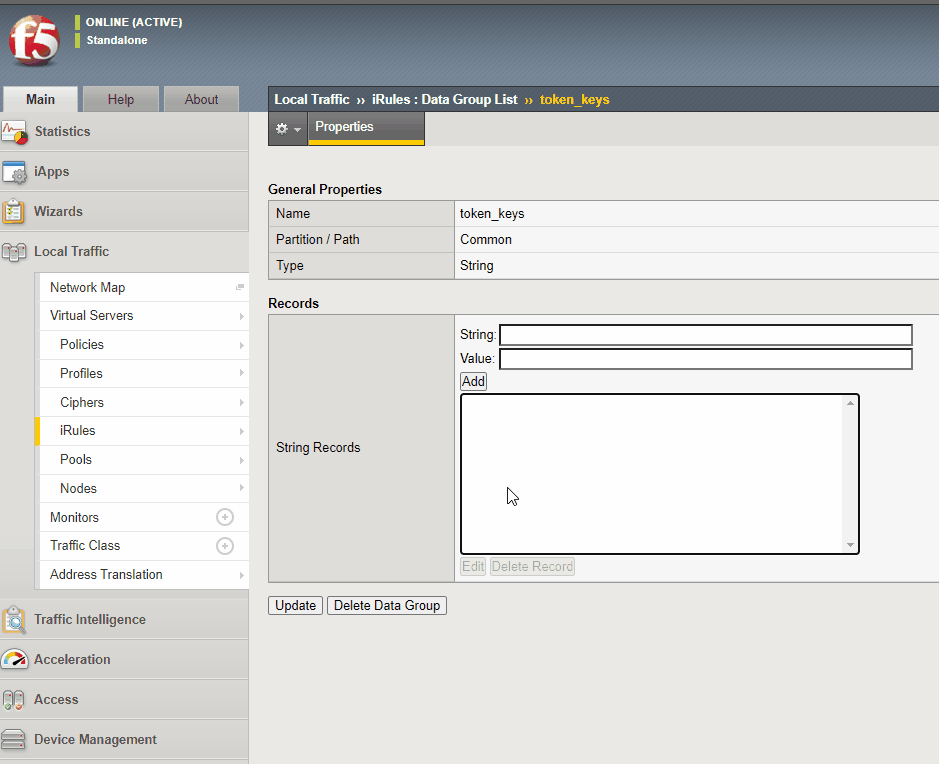 f5
ONLINE (ACTIVE)
Standalone
Main
Help
About
Local Traffic ›› iRules : Data Group List ›› token_keys
Properties
Statistics
iApps
Wizards
Local Traffic
Network Map
Virtual Servers
Policies
Profiles
Ciphers
iRules
Pools
Nodes
Monitors
Traffic Class
Address Translation
Traffic Intelligence
Acceleration
Access
Device Management
General Properties
Name token_keys
Partition / Path Common
Type String
Records
String Records
String:
Value:
Add
Edit Delete Record
Update Delete Data Group